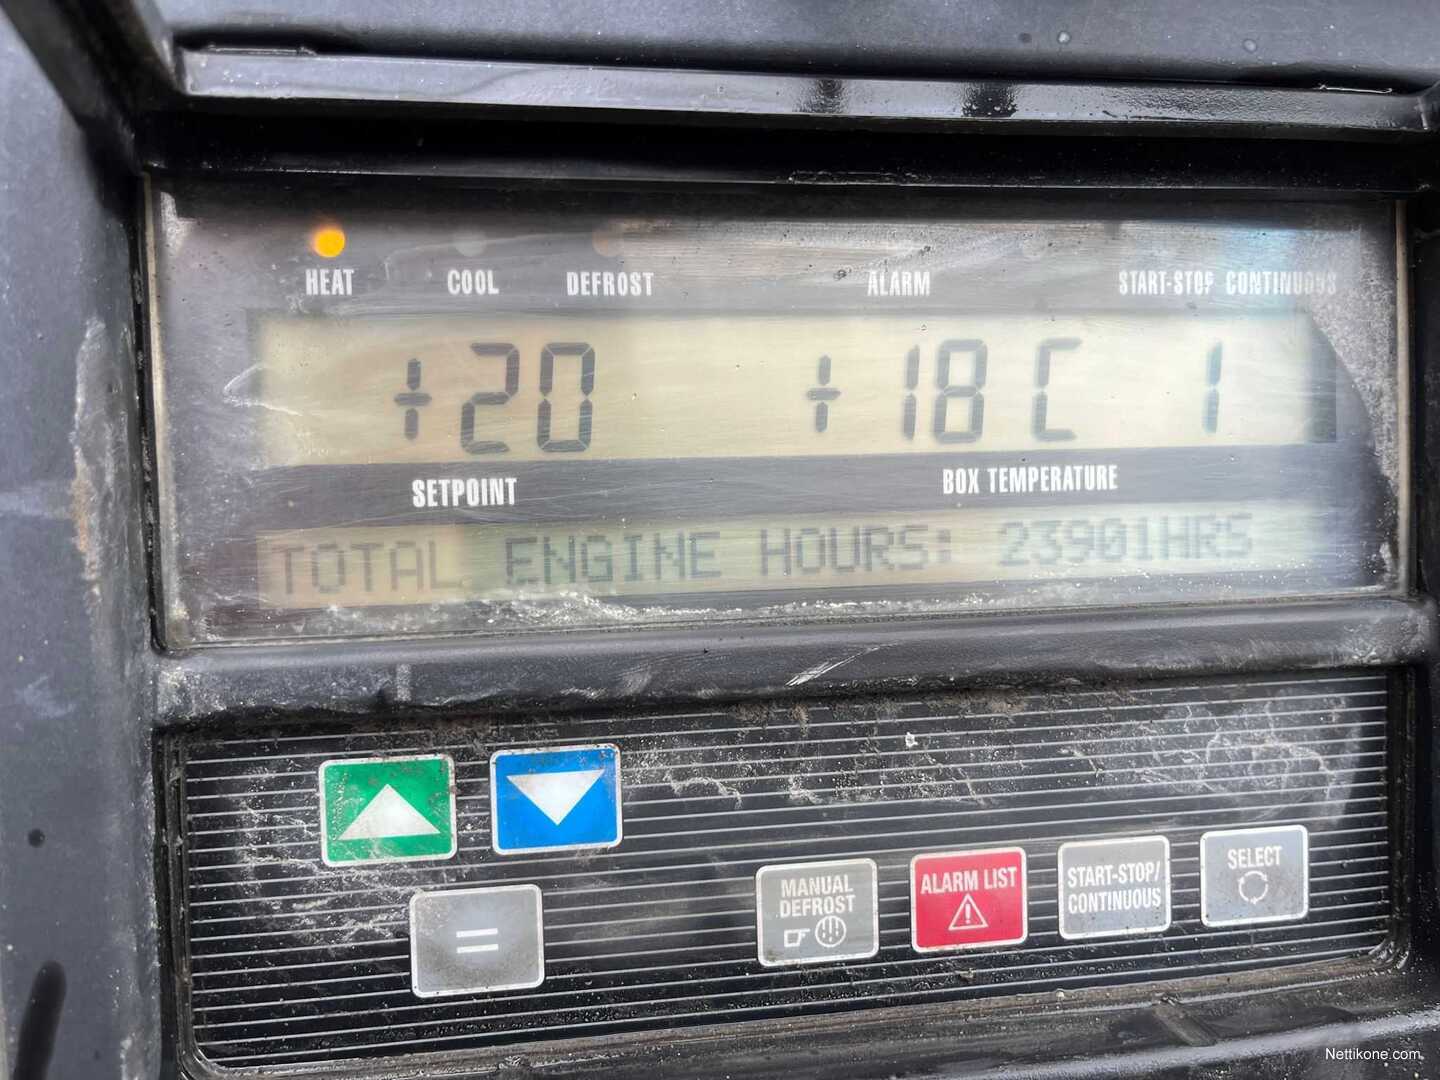 HEAT COOL DEFROST ALARM START-STOP CONTINUOUS
+20 +18 C 1
SETPOINT BOX TEMPERATURE
TOTAL ENGINE HOURS: 23901HRS
MANUAL DEFROST
ALARM LIST
START-STOP/
CONTINUOUS
SELECT
=
Nettikone.com